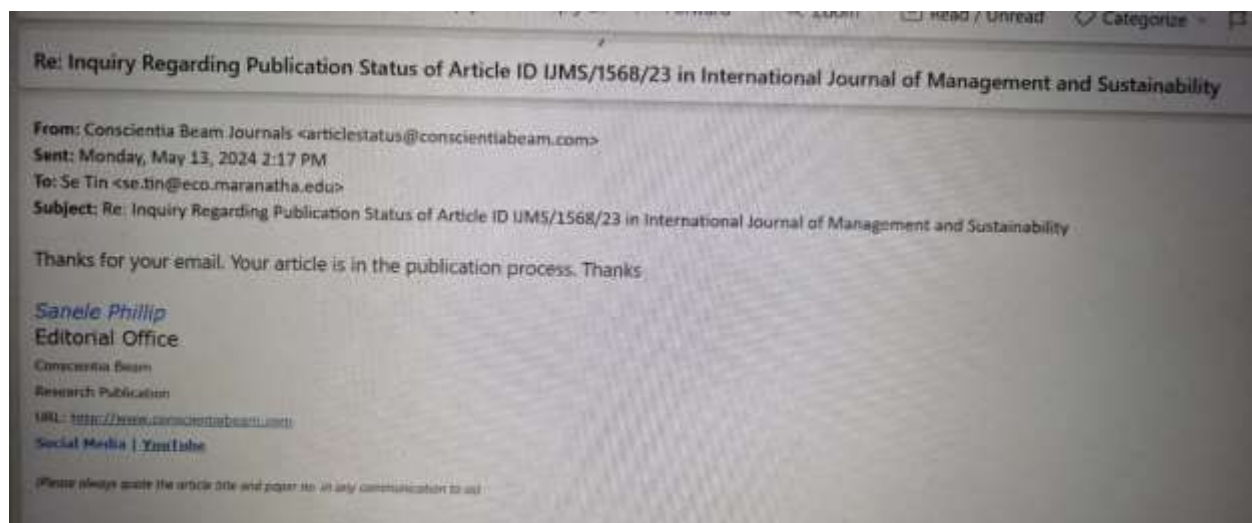 Zoom Read / Unread Categorize
Re: Inquiry Regarding Publication Status of Article ID IJMS/1568/23 in International Journal of Management and Sustainability
From: Conscientia Beam Journals <articlestatus@conscientiabeam.com>
Sent: Monday, May 13, 2024 2:17 PM
To: Se Tin <se.tin@eco.maranatha.edu>
Subject: Re: Inquiry Regarding Publication Status of Article ID IJMS/1568/23 in International Journal of Management and Sustainability
Thanks for your email. Your article is in the publication process. Thanks
Sanele Phillip
Editorial Office
Conscientia Beam
Research Publication
URL: http://www.conscientiabeam.com
Social Media | YouTube
(Please always quote the article title and paper no. in any communication to us)